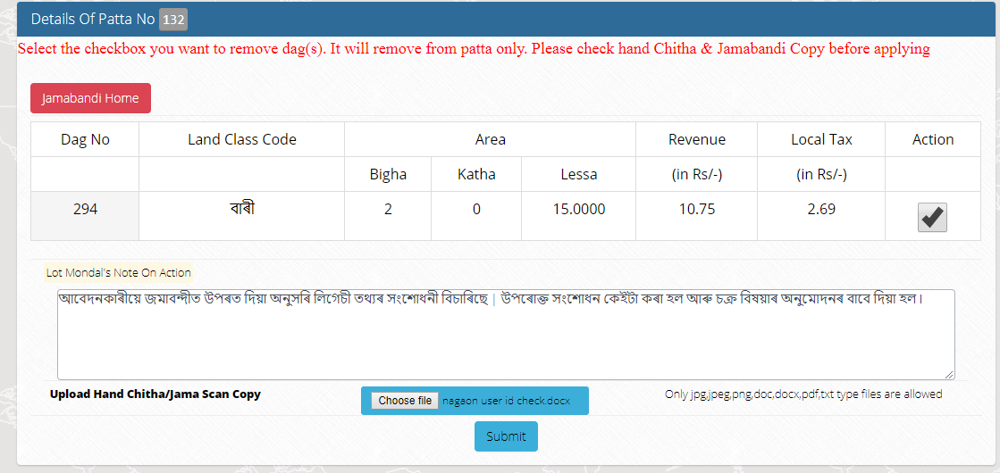 Details Of Patta No 132
Select the checkbox you want to remove dag(s). It will remove from patta only. Please check hand Chitha & Jamabandi Copy before applying
Jamabandi Home
Dag No Land Class Code Area Revenue Local Tax Action
Bigha Katha Lessa (in Rs/-) (in Rs/-)
294 বাৰী 2 0 15.0000 10.75 2.69
Lot Mondal's Note On Action
আবেদনকাৰীয়ে জমাবন্দীত উপৰত দিয়া অনুসৰি লিগেচী তথ্যৰ সংশোধনী বিচাৰিছে | উপৰোক্ত সংশোধন কেইটা কৰা হল আৰু চক্ৰ বিষয়াৰ অনুমোদনৰ বাবে দিয়া হল।
Upload Hand Chitha/Jama Scan Copy Choose file nagaon user id check.docx Only jpg,jpeg,png,doc,docx,pdf,txt type files are allowed
Submit